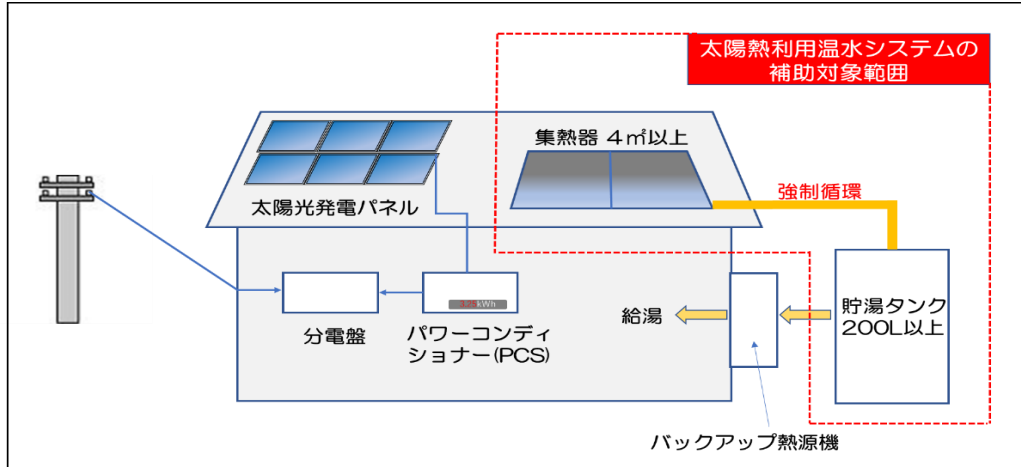 太陽熱利用温水システムの
補助対象範囲
集熱器 4㎡以上
太陽光発電パネル
強制循環
3.25kWh
分電盤
パワーコンディ
ショナー(PCS)
給湯
貯湯タンク
200L以上
バックアップ熱源機